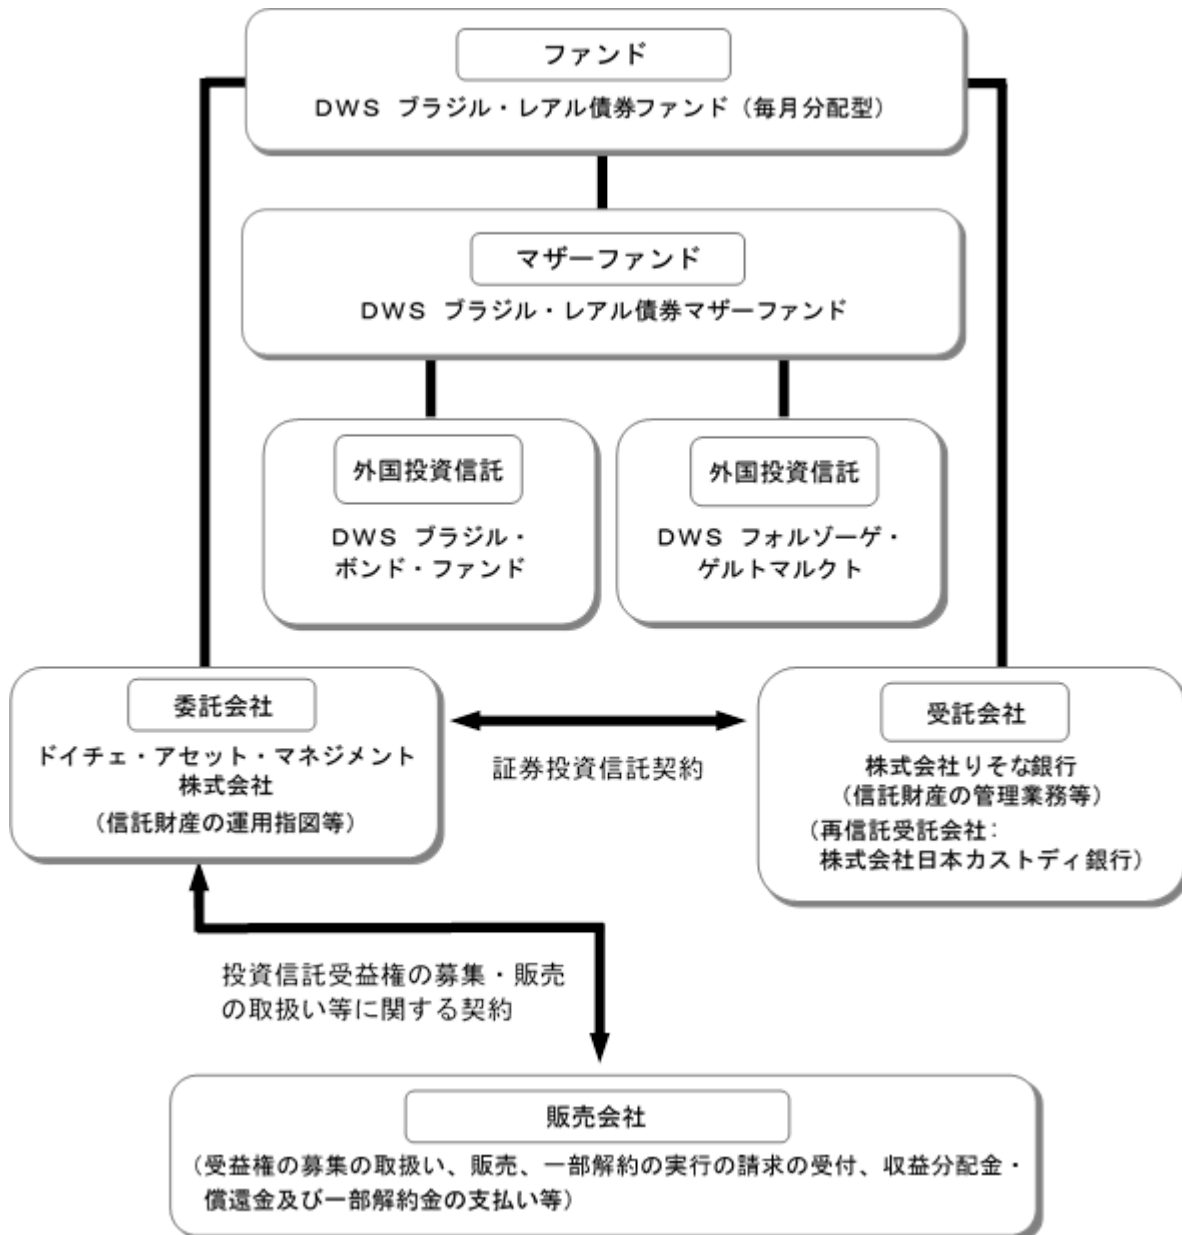 ファンド
DWS ブラジル・レアル債券ファンド（毎月分配型）
マザーファンド
DWS ブラジル・レアル債券マザーファンド
外国投資信託
DWS ブラジル・
ボンド・ファンド
外国投資信託
DWS フォルゾーゲ・
ゲルトマルクト
委託会社
ドイチェ・アセット・マネジメント
株式会社
（信託財産の運用指図等）
証券投資信託契約
受託会社
株式会社りそな銀行
（信託財産の管理業務等）
（再信託受託会社：
株式会社日本カストディ銀行）
投資信託受益権の募集・販売
の取扱い等に関する契約
販売会社
（受益権の募集の取扱い、販売、一部解約の実行の請求の受付、収益分配金・
償還金及び一部解約金の支払い等）